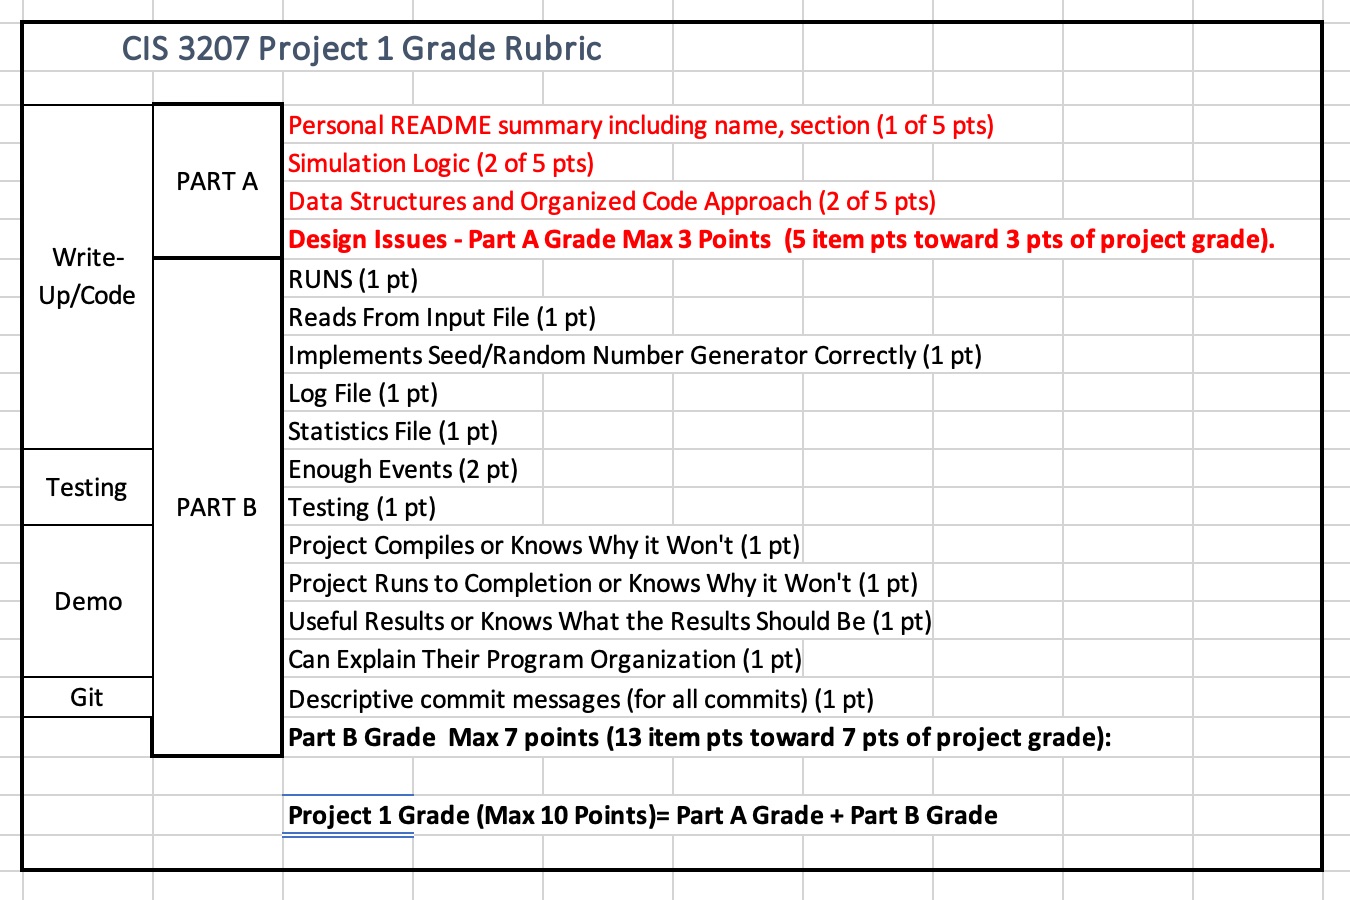 CIS 3207 Project 1 Grade Rubric
Write-
Up/Code
PART A
Personal README summary including name, section (1 of 5 pts)
Simulation Logic (2 of 5 pts)
Data Structures and Organized Code Approach (2 of 5 pts)
Design Issues - Part A Grade Max 3 Points  (5 item pts toward 3 pts of project grade).
PART B
RUNS (1 pt)
Reads From Input File (1 pt)
Implements Seed/Random Number Generator Correctly (1 pt)
Log File (1 pt)
Statistics File (1 pt)
Testing
Enough Events (2 pt)
Testing (1 pt)
Demo
Project Compiles or Knows Why it Won't (1 pt)
Project Runs to Completion or Knows Why it Won't (1 pt)
Useful Results or Knows What the Results Should Be (1 pt)
Can Explain Their Program Organization (1 pt)
Git
Descriptive commit messages (for all commits) (1 pt)
Part B Grade  Max 7 points (13 item pts toward 7 pts of project grade):
Project 1 Grade (Max 10 Points)= Part A Grade + Part B Grade